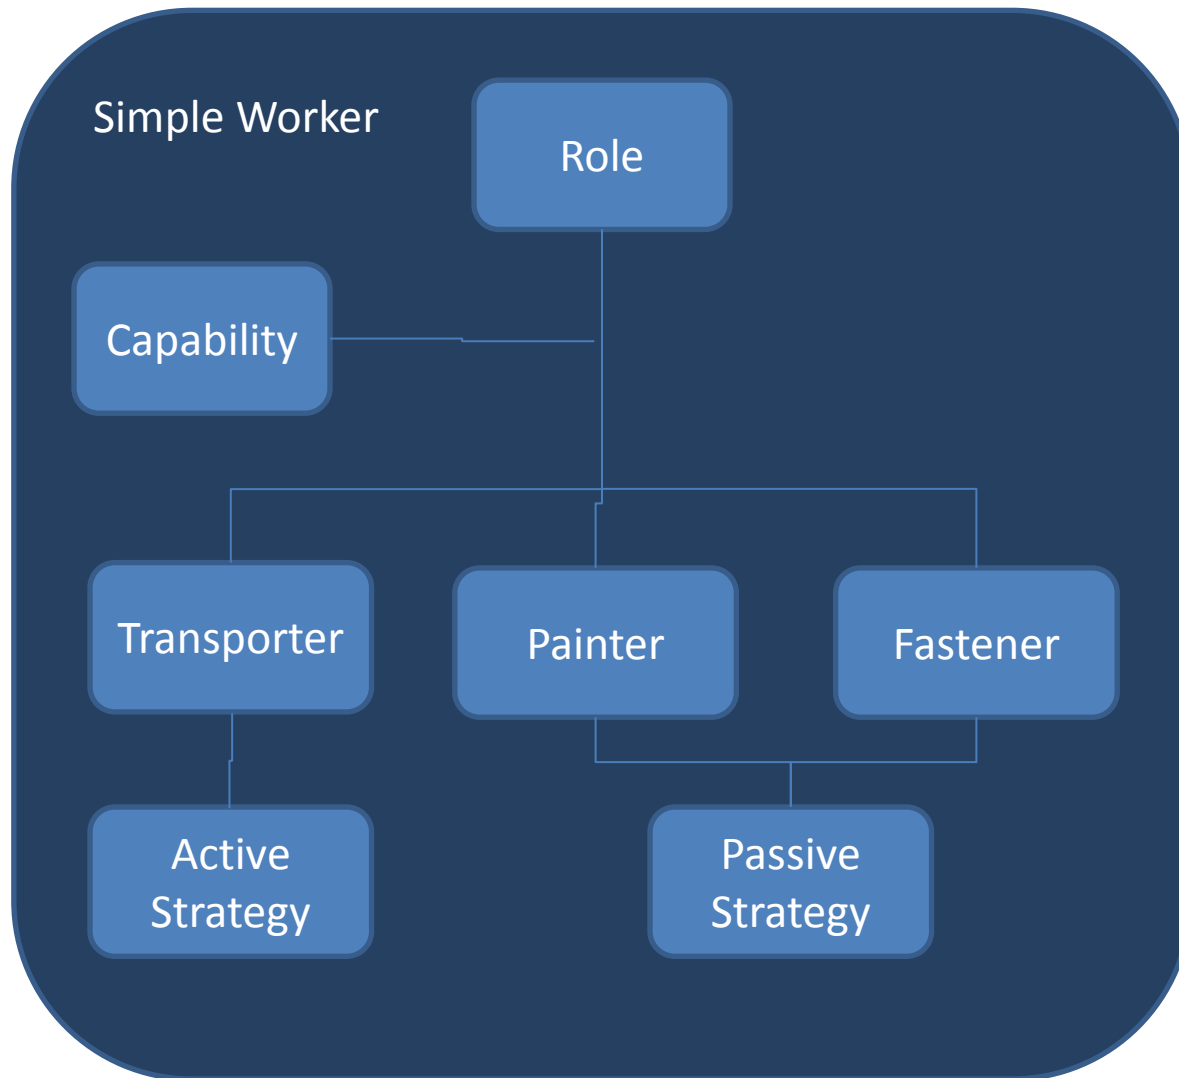 Simple Worker
Role
Capability
Transporter
Painter
Fastener
Active
Strategy
Passive
Strategy